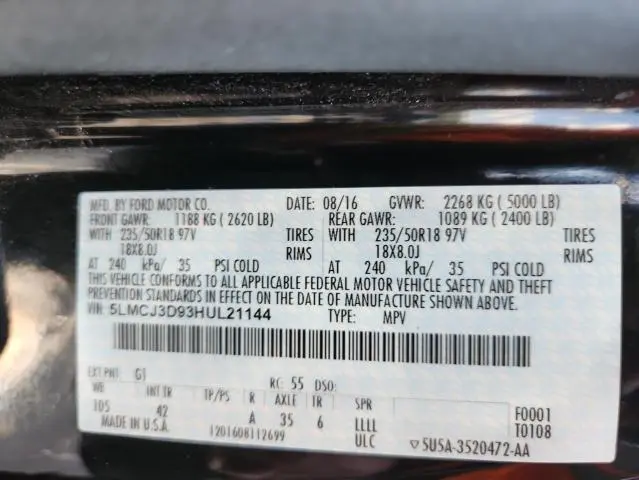 MFD. BY FORD MOTOR CO. DATE: 08/16 GVWR: 2268 KG ( 5000 LB)
FRONT GAWR: 1188 KG ( 2620 LB) REAR GAWR: 1089 KG ( 2400 LB)
WITH 235/50R18 97V TIRES WITH 235/50R18 97V TIRES
18X8.0J RIMS 18X8.0J RIMS
AT 240 kPa/ 35 PSI COLD AT 240 kPa/ 35 PSI COLD
THIS VEHICLE CONFORMS TO ALL APPLICABLE FEDERAL MOTOR VEHICLE SAFETY AND THEFT
PREVENTION STANDARDS IN EFFECT ON THE DATE OF MANUFACTURE SHOWN ABOVE.
VIN: 5LMCJ3D93HUL21144 TYPE: MPV
EXT PNT: G1 RC: 55 DSO:
WB INT TR TP/PS R AXLE TR SPR
105 42 A 35 6 LLLL F0001
MADE IN U.S.A. 1201608112699 ULC T0108
▽5U5A-3520472-AA